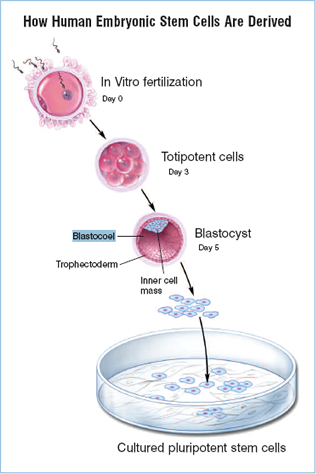 How Human Embryonic Stem Cells Are Derived
In Vitro fertilization
Day 0
Totipotent cells
Day 3
Blastocyst
Day 5
Blastocoel
Trophectoderm
Inner cell
mass
Cultured pluripotent stem cells